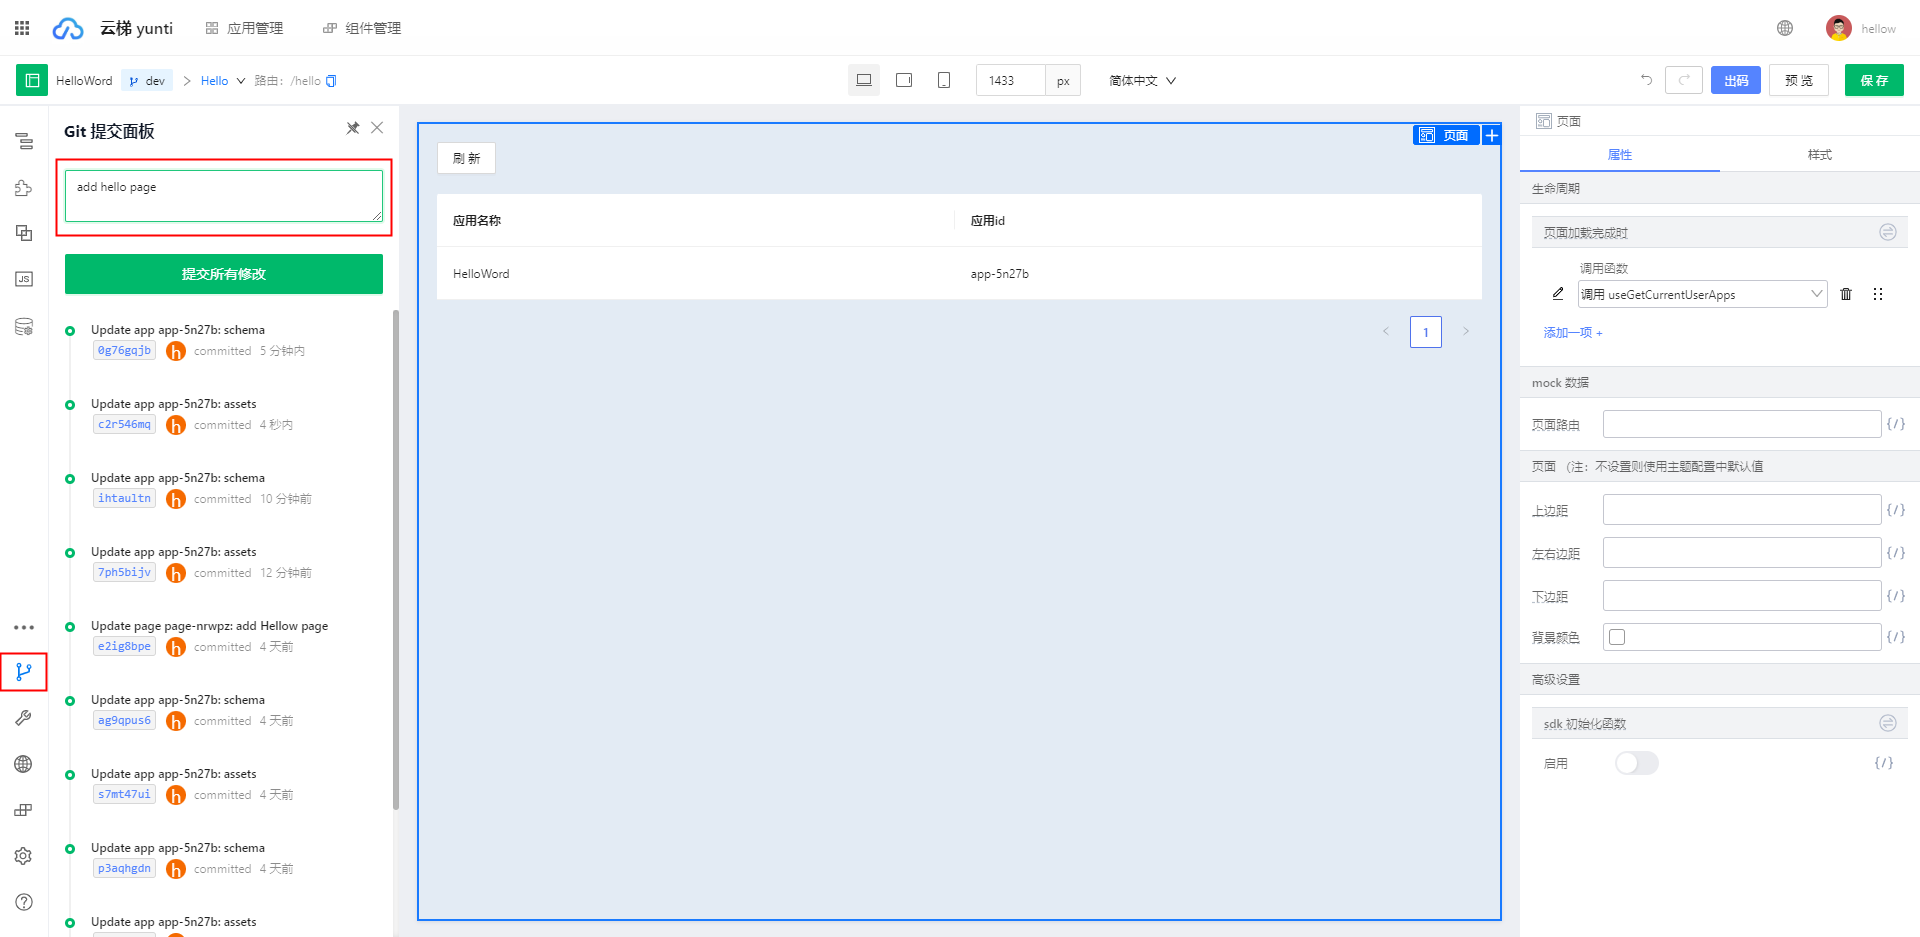 云梯 yunti
应用管理
组件管理
hellow
HelloWord
dev
Hello
路由：/hello
1433
px
简体中文
出码
预 览
保 存
Git 提交面板
add hello page
提交所有修改
Update app app-5n27b: schema
0g76gqjb h committed 5 分钟内
Update app app-5n27b: assets
c2r546mq h committed 4 秒内
Update app app-5n27b: schema
ihtaultn h committed 10 分钟前
Update app app-5n27b: assets
7ph5bijv h committed 12 分钟前
Update page page-nrwpz: add Hellow page
e2ig8bpe h committed 4 天前
Update app app-5n27b: schema
ag9qpus6 h committed 4 天前
Update app app-5n27b: assets
s7mt47ui h committed 4 天前
Update app app-5n27b: schema
p3aqhgdn h committed 4 天前
Update app app-5n27b: assets
JS
页面
刷 新
应用名称 应用id
HelloWord app-5n27b
1
页面
属性 样式
生命周期
页面加载完成时
调用函数
调用 useGetCurrentUserApps
添加一项 +
mock 数据
页面路由 {/}
页面 （注：不设置则使用主题配置中默认值
上边距 {/}
左右边距 {/}
下边距 {/}
背景颜色 {/}
高级设置
sdk 初始化函数
启用 {/}